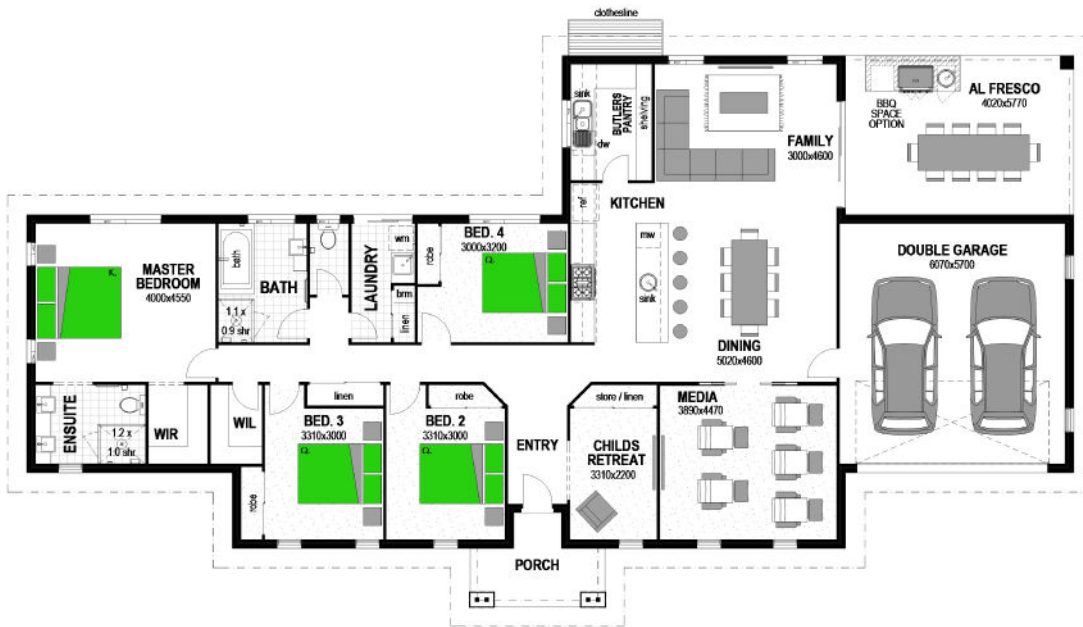 clothesline
sink
BUTLERS
PANTRY
shelving
dw
FAMILY
3000x4600
BBQ
SPACE
OPTION
AL FRESCO
4020x5770
KITCHEN
ref
mw
sink
DINING
5020x4600
DOUBLE GARAGE
6070x5700
K.
MASTER
BEDROOM
4000x4550
bath
BATH
1.1 x
0.9 shr
LAUNDRY
wm
brm
linen
BED. 4
3000x3200
robe
Q.
ENSUITE
1.2 x
1.0 shr
WIR
WIL
linen
BED. 3
3310x3000
Q.
robe
robe
BED. 2
3310x3000
Q.
ENTRY
store / linen
CHILDS
RETREAT
3310x2200
MEDIA
3890x4470
PORCH